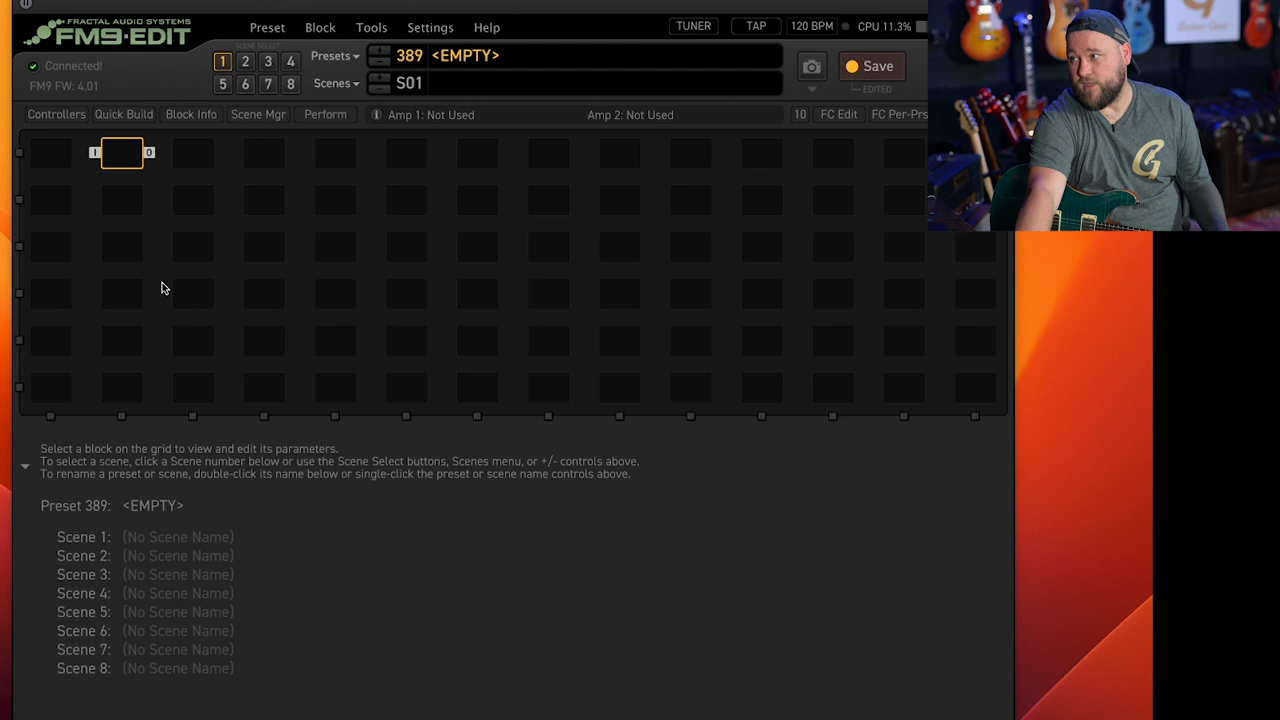 FRACTAL AUDIO SYSTEMS
FM9-EDIT
Preset Block Tools Settings Help
TUNER TAP 120 BPM CPU 11.3%
SCENE SELECT
1 2 3 4
5 6 7 8
Presets 389 <EMPTY>
Scenes S01
Save
EDITED
Connected!
FM9 FW: 4.01
Controllers Quick Build Block Info Scene Mgr Perform Amp 1: Not Used Amp 2: Not Used 10 FC Edit FC Per-Prs
I O
Select a block on the grid to view and edit its parameters.
To select a scene, click a Scene number below or use the Scene Select buttons, Scenes menu, or +/- controls above.
To rename a preset or scene, double-click its name below or single-click the preset or scene name controls above.
Preset 389: <EMPTY>
Scene 1: (No Scene Name)
Scene 2: (No Scene Name)
Scene 3: (No Scene Name)
Scene 4: (No Scene Name)
Scene 5: (No Scene Name)
Scene 6: (No Scene Name)
Scene 7: (No Scene Name)
Scene 8: (No Scene Name)